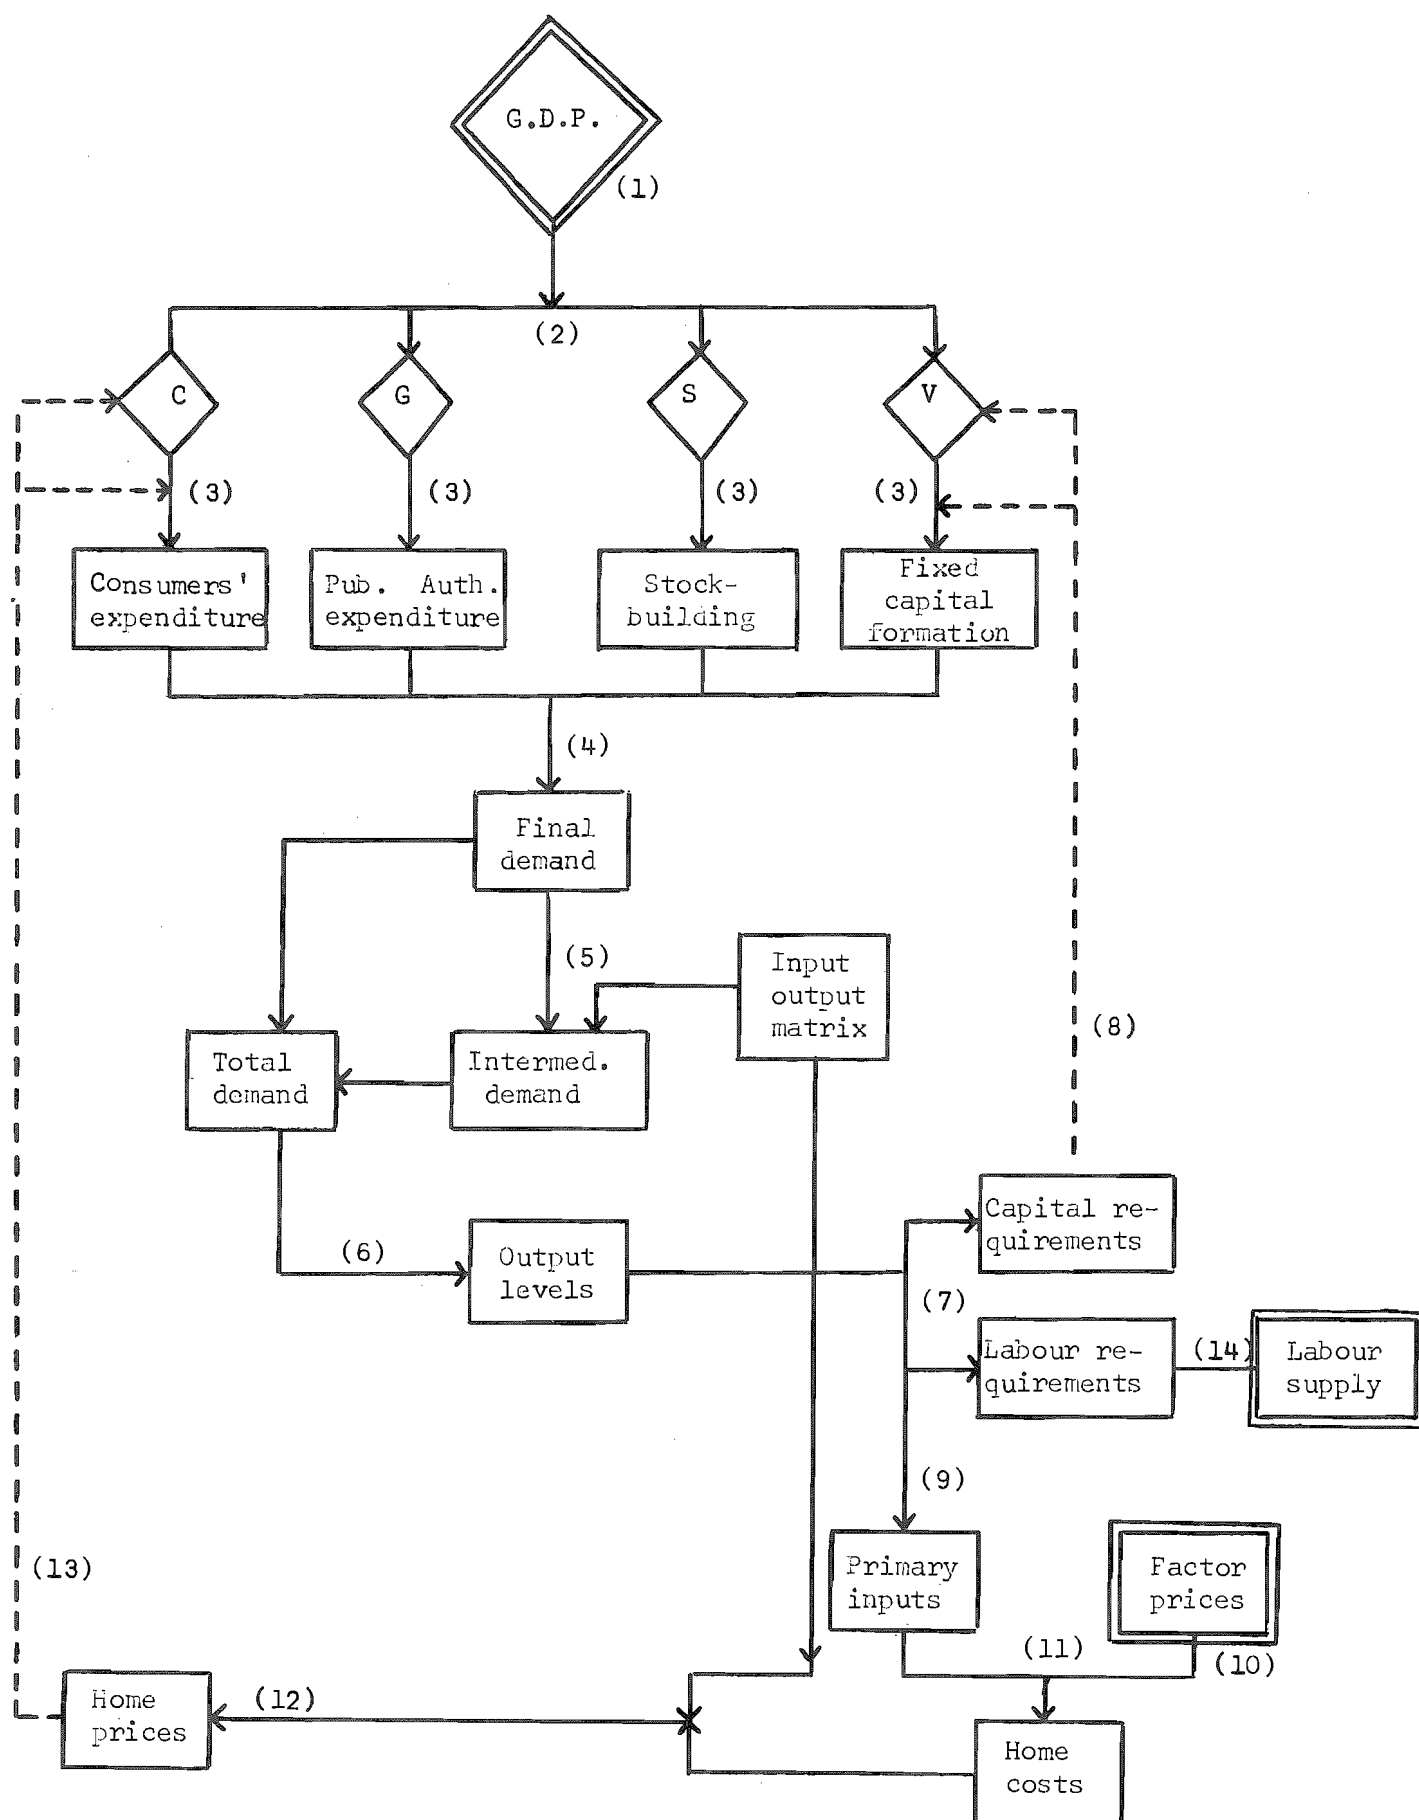 G.D.P.
(1)
(2)
C
G
S
V
(3)
(3)
(3)
(3)
Consumers'
expenditure
Pub. Auth.
expenditure
Stock-
building
Fixed
capital
formation
(4)
Final
demand
(5)
Input
output
matrix
(8)
Total
demand
Intermed.
demand
Capital re-
quirements
(6)
Output
levels
(7)
Labour re-
quirements
(14)
Labour
supply
(9)
(13)
Primary
inputs
Factor
prices
(11)
(10)
Home
prices
(12)
Home
costs